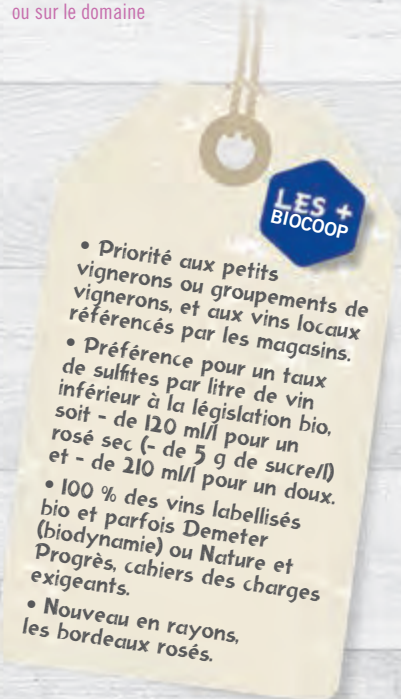 ou sur le domaine
LES +
BIOCOOP
• Priorité aux petits
vignerons ou groupements de
vignerons, et aux vins locaux
référencés par les magasins.
• Préférence pour un taux
de sulfites par litre de vin
inférieur à la législation bio,
soit - de 120 ml/l pour un
rosé sec (- de 5 g de sucre/l)
et - de 210 ml/l pour un doux.
• 100 % des vins labellisés
bio et parfois Demeter
(biodynamie) ou Nature et
Progrès, cahiers des charges
exigeants.
• Nouveau en rayons,
les bordeaux rosés.